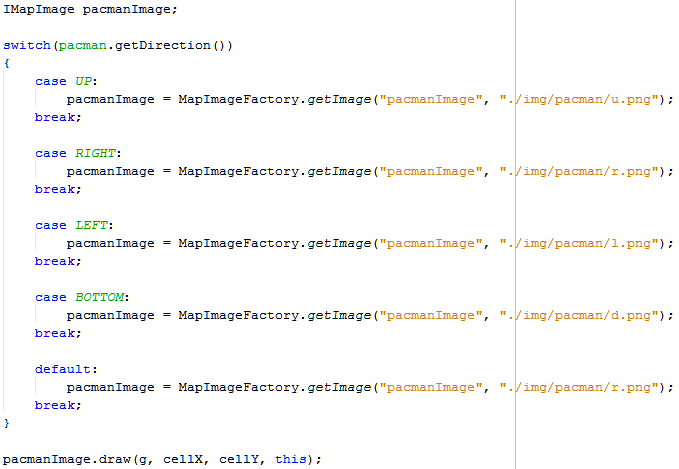 IMapImage pacmanImage;
switch(pacman.getDirection())
{
case UP:
pacmanImage = MapImageFactory.getImage("pacmanImage", "./img/pacman/u.png");
break;
case RIGHT:
pacmanImage = MapImageFactory.getImage("pacmanImage", "./img/pacman/r.png");
break;
case LEFT:
pacmanImage = MapImageFactory.getImage("pacmanImage", "./img/pacman/l.png");
break;
case BOTTOM:
pacmanImage = MapImageFactory.getImage("pacmanImage", "./img/pacman/d.png");
break;
default:
pacmanImage = MapImageFactory.getImage("pacmanImage", "./img/pacman/r.png");
break;
}
pacmanImage.draw(g, cellX, cellY, this);